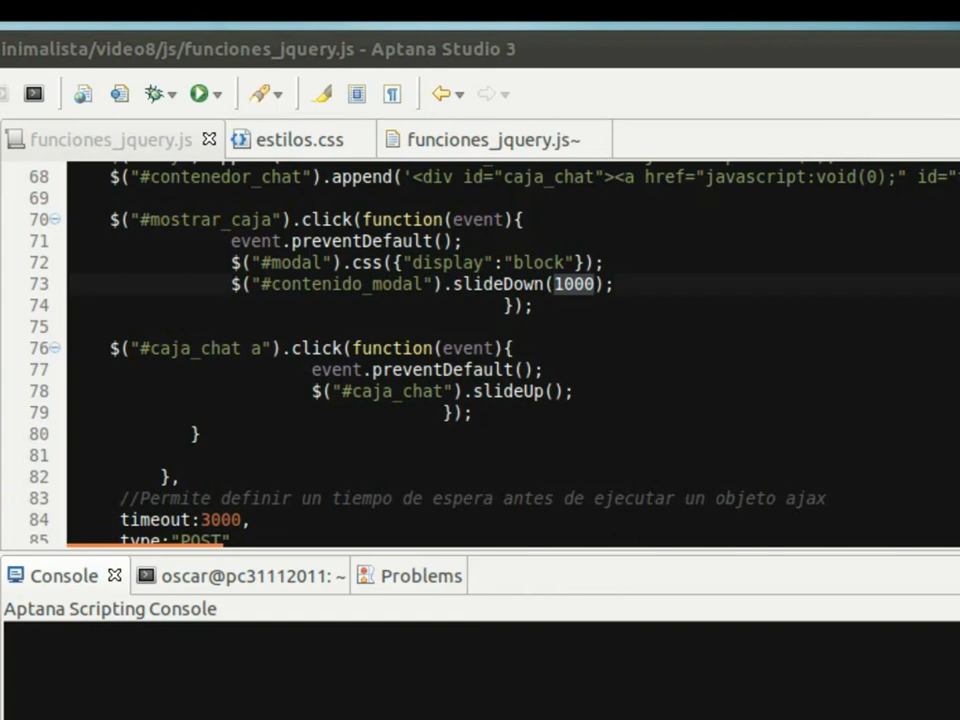 inimalista/video8/js/funciones_jquery.js - Aptana Studio 3
funciones_jquery.js
estilos.css
funciones_jquery.js~
68 $("#contenedor_chat").append('<div id="caja_chat"><a href="javascript:void(0);" id="
69
70 $("#mostrar_caja").click(function(event){
71 event.preventDefault();
72 $("#modal").css({"display":"block"});
73 $("#contenido_modal").slideDown(1000);
74 });
75
76 $("#caja_chat a").click(function(event){
77 event.preventDefault();
78 $("#caja_chat").slideUp();
79 });
80 }
81
82 },
83 //Permite definir un tiempo de espera antes de ejecutar un objeto ajax
84 timeout:3000,
85 type:"POST"
Console
oscar@pc31112011: ~
Problems
Aptana Scripting Console